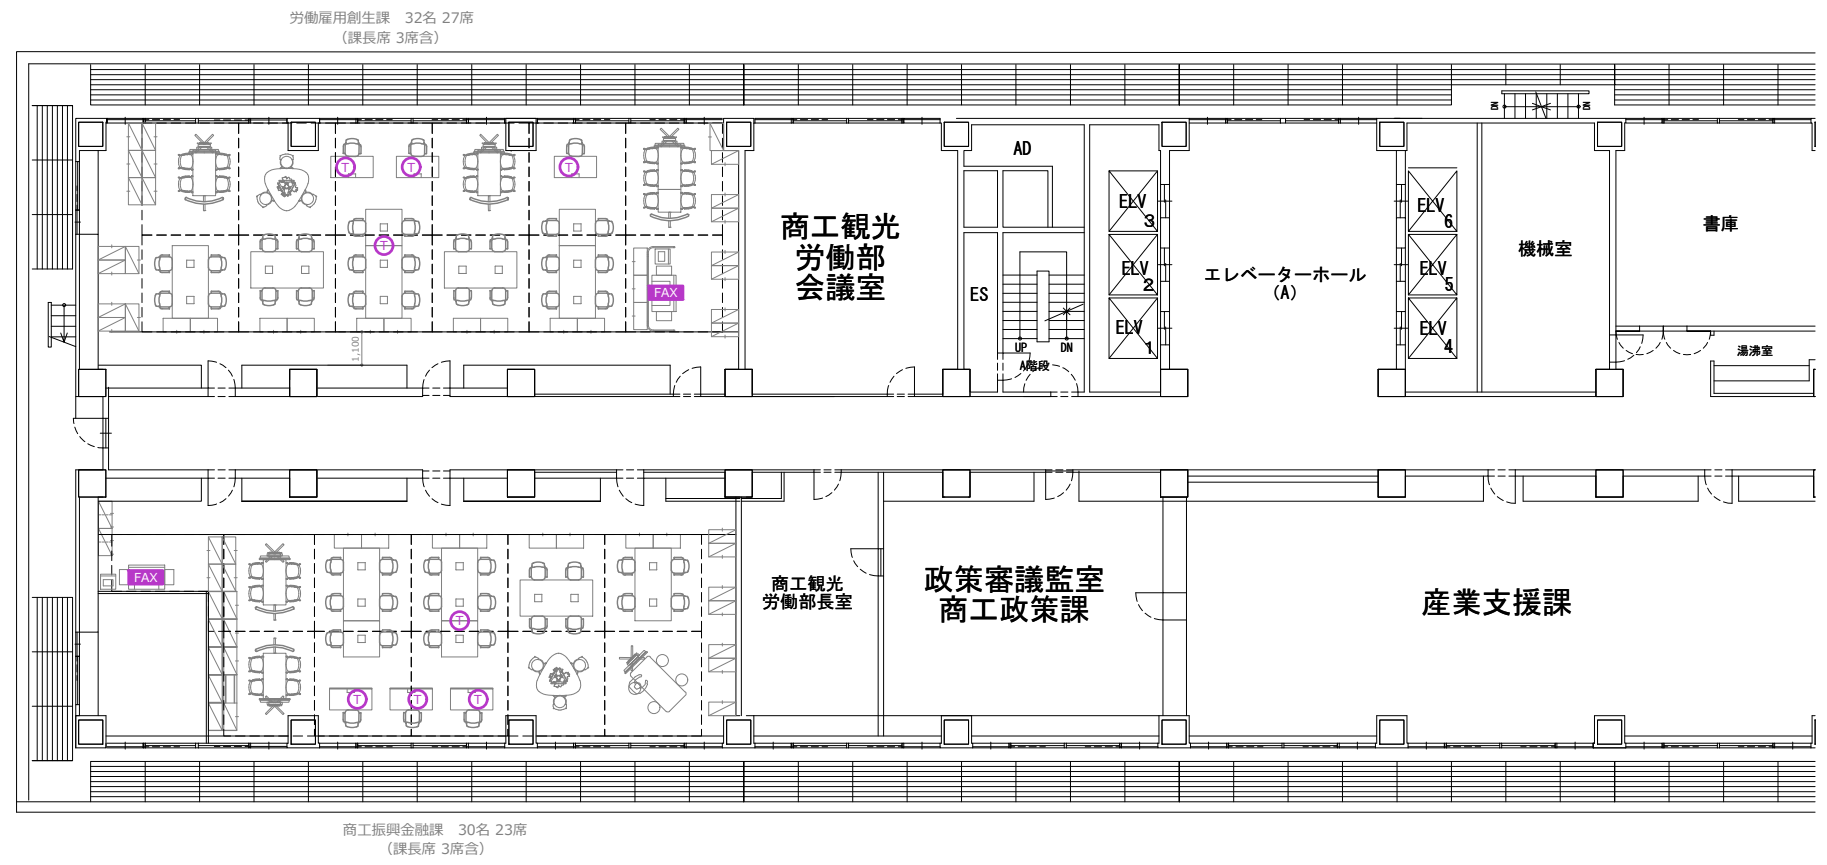 労働雇用創生課　32名 27席
（課長席 3席含）
DN
DN
T
T
T
T
FAX
1,100
商工観光
労働部
会議室
AD
ES
UP
DN
A階段
ELV
3
ELV
2
ELV
1
エレベーターホール
（A）
ELV
6
ELV
5
ELV
4
機械室
書庫
湯沸室
FAX
T
T
T
T
商工観光
労働部長室
政策審議監室
商工政策課
産業支援課
商工振興金融課　30名 23席
（課長席 3席含）